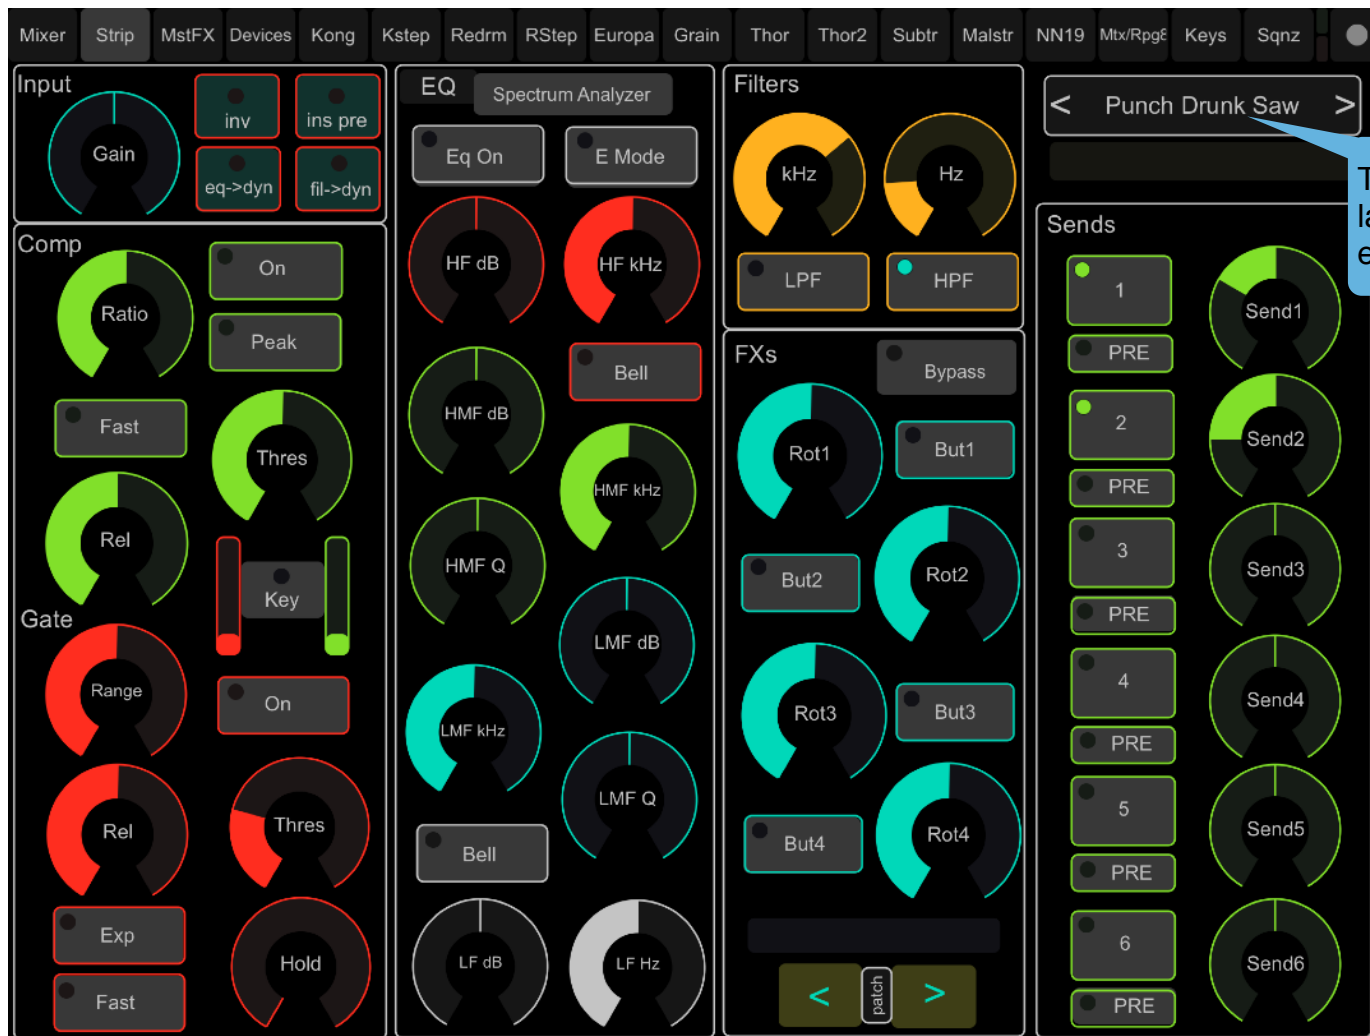 Mixer Strip MstFX Devices Kong Kstep Redrm RStep Europa Grain Thor Thor2 Subtr Malstr NN19 Mtx/Rpg8 Keys Sqnz
Input
Gain
inv
ins pre
eq->dyn
fil->dyn
Comp
Ratio
On
Peak
Fast
Thres
Rel
Key
Gate
Range
On
Rel
Thres
Exp
Hold
Fast
EQ
Spectrum Analyzer
Eq On
E Mode
HF dB
HF kHz
Bell
HMF dB
HMF kHz
HMF Q
LMF dB
LMF kHz
LMF Q
Bell
LF dB
LF Hz
Filters
kHz
Hz
LPF
HPF
FXs
Bypass
Rot1
But1
But2
Rot2
Rot3
But3
But4
Rot4
<
patch
>
< Punch Drunk Saw >
Sends
1
Send1
PRE
2
Send2
PRE
3
Send3
PRE
4
Send4
PRE
5
Send5
PRE
6
Send6
PRE